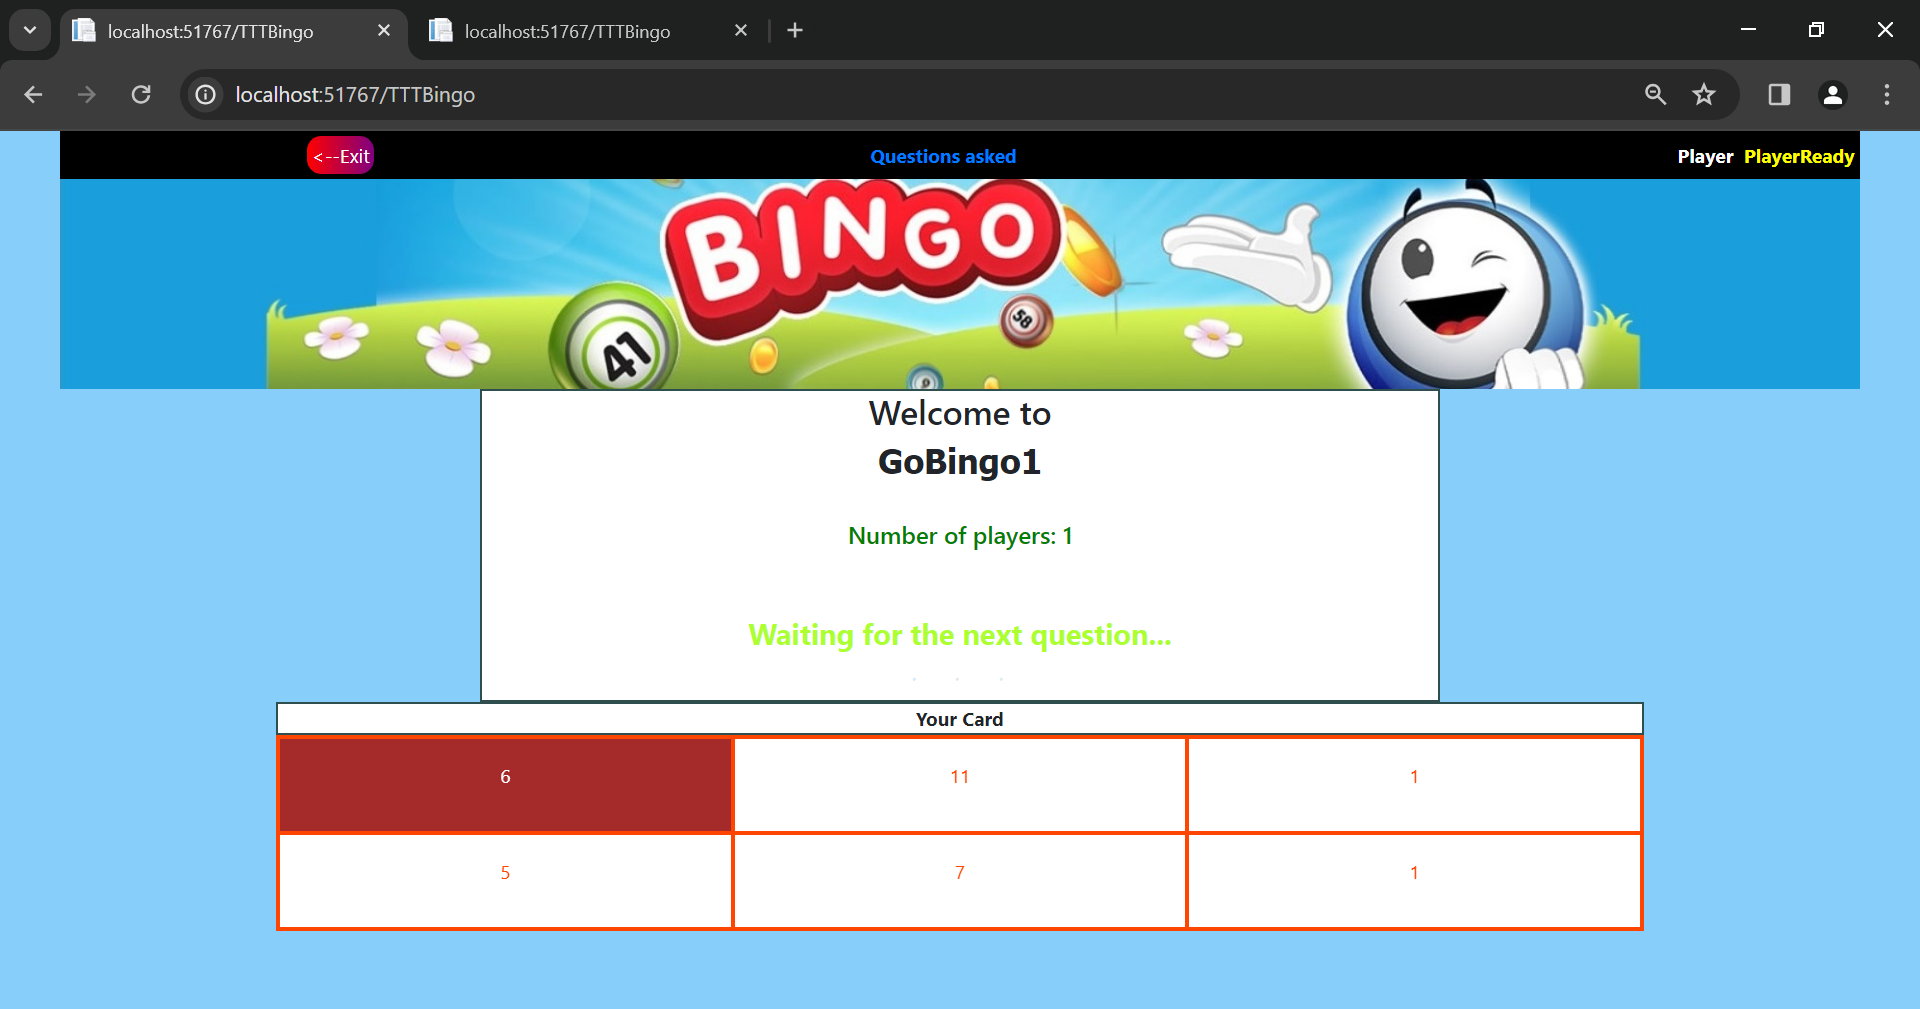 localhost:51767/TTTBingo
localhost:51767/TTTBingo
localhost:51767/TTTBingo
<--Exit
Questions asked
Player PlayerReady
BINGO
41
58
Welcome to
GoBingo1
Number of players: 1
Waiting for the next question...
Your Card
6 11 1
5 7 1